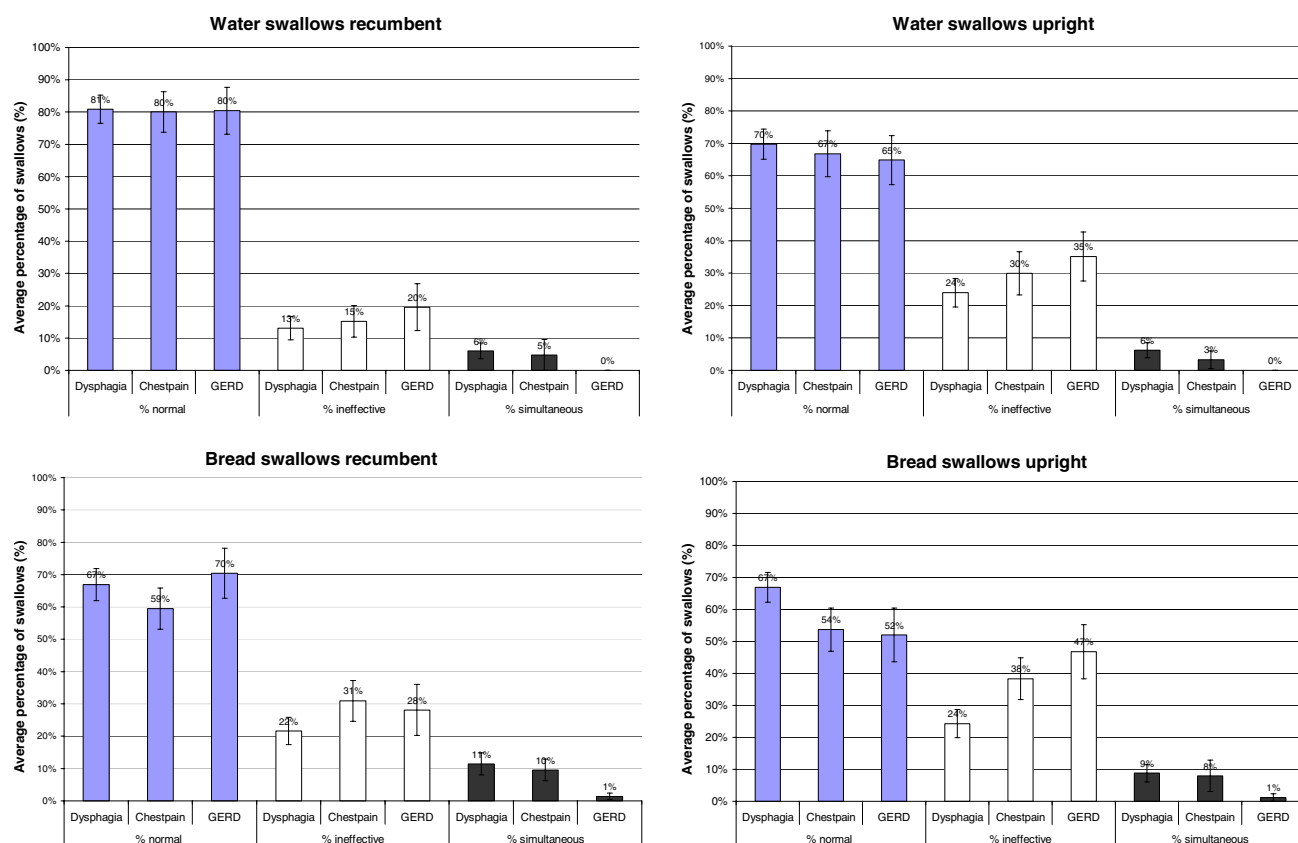 Water swallows recumbent
Average percentage of swallows (%)
100%
90%
80%
70%
60%
50%
40%
30%
20%
10%
0%
81% 80% 80% 13% 15% 20% 6% 5% 0%
Dysphagia Chestpain GERD Dysphagia Chestpain GERD Dysphagia Chestpain GERD
% normal % ineffective % simultaneous
Water swallows upright
Average percentage of swallows (%)
100%
90%
80%
70%
60%
50%
40%
30%
20%
10%
0%
70% 67% 65% 24% 30% 35% 6% 3% 0%
Dysphagia Chestpain GERD Dysphagia Chestpain GERD Dysphagia Chestpain GERD
% normal % ineffective % simultaneous
Bread swallows recumbent
Average percentage of swallows (%)
100%
90%
80%
70%
60%
50%
40%
30%
20%
10%
0%
67% 59% 70% 22% 31% 28% 11% 10% 1%
Dysphagia Chestpain GERD Dysphagia Chestpain GERD Dysphagia Chestpain GERD
% normal % ineffective % simultaneous
Bread swallows upright
Average percentage of swallows (%)
100%
90%
80%
70%
60%
50%
40%
30%
20%
10%
0%
67% 54% 52% 24% 38% 47% 9% 8% 1%
Dysphagia Chestpain GERD Dysphagia Chestpain GERD Dysphagia Chestpain GERD
% normal % ineffective % simultaneous